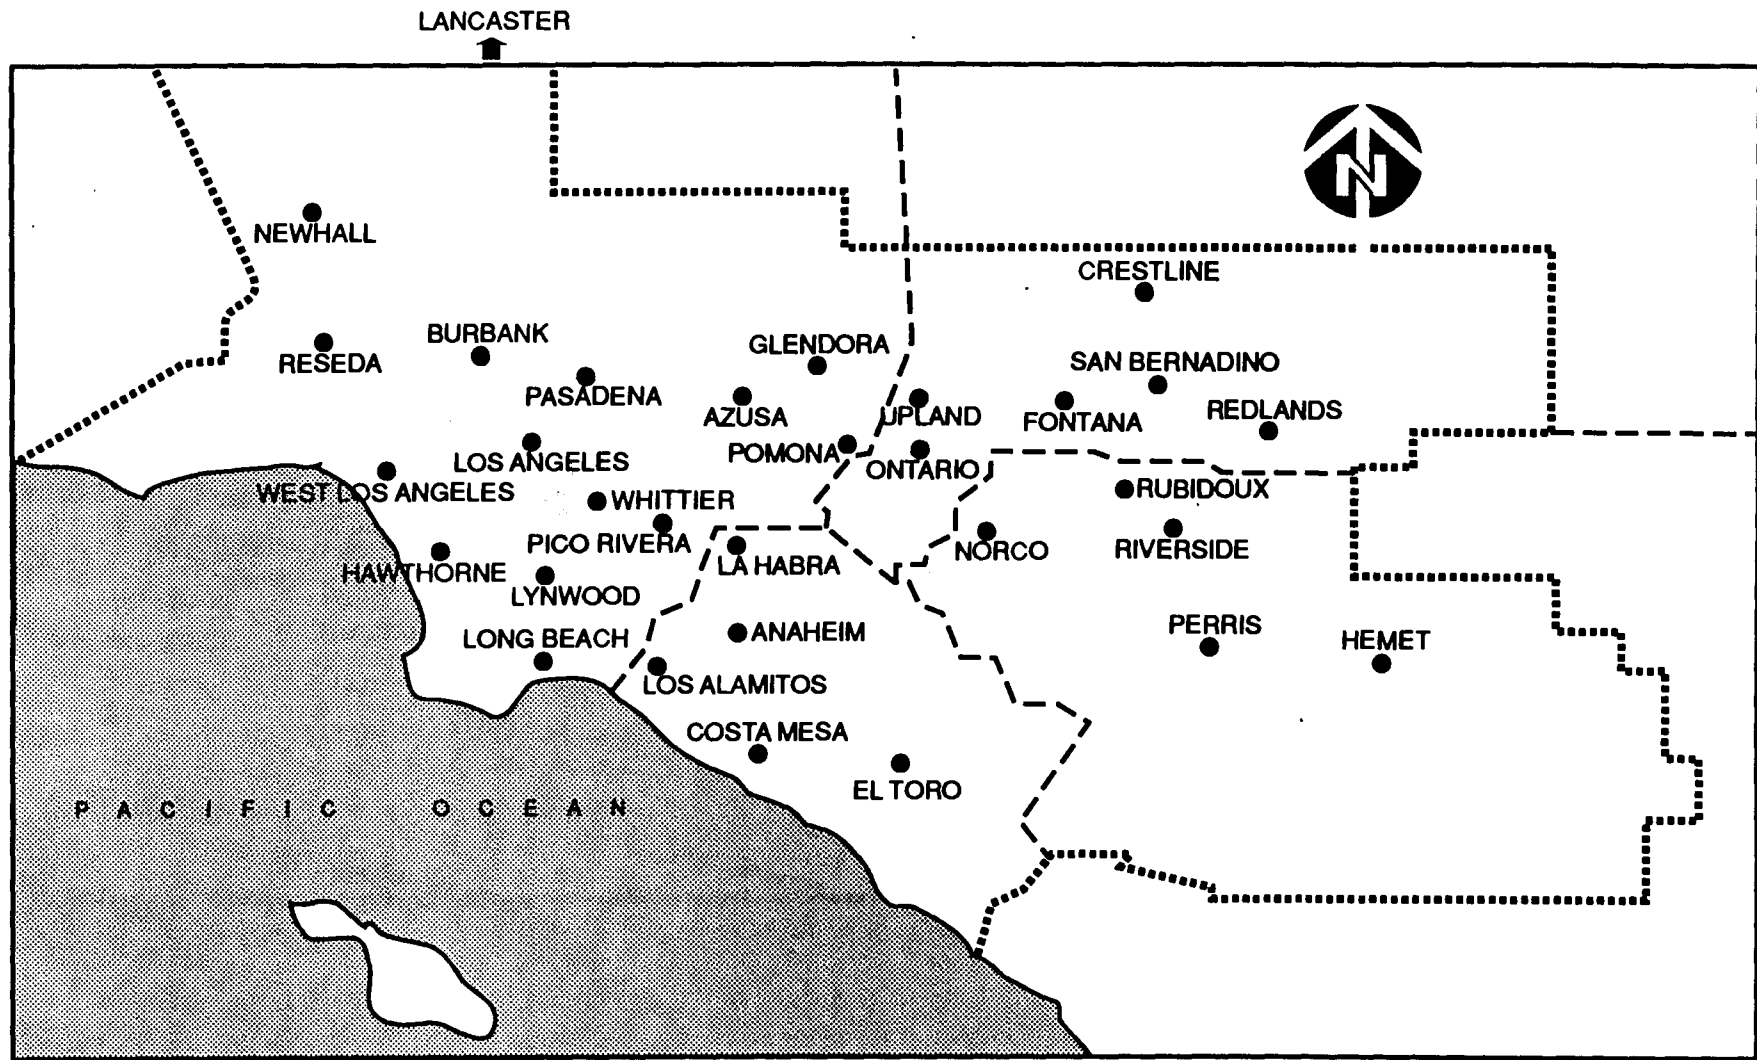 LANCASTER
N
NEWHALL
CRESTLINE
BURBANK
RESEDA
GLENDORA
SAN BERNADINO
PASADENA
AZUSA
UPLAND
FONTANA
REDLANDS
POMONA
LOS ANGELES
ONTARIO
WEST LOS ANGELES
WHITTIER
RUBIDOUX
PICO RIVERA
NORCO
RIVERSIDE
LA HABRA
HAWTHORNE
LYNWOOD
PERRIS
HEMET
LONG BEACH
ANAHEIM
LOS ALAMITOS
COSTA MESA
EL TORO
PACIFIC OCEAN